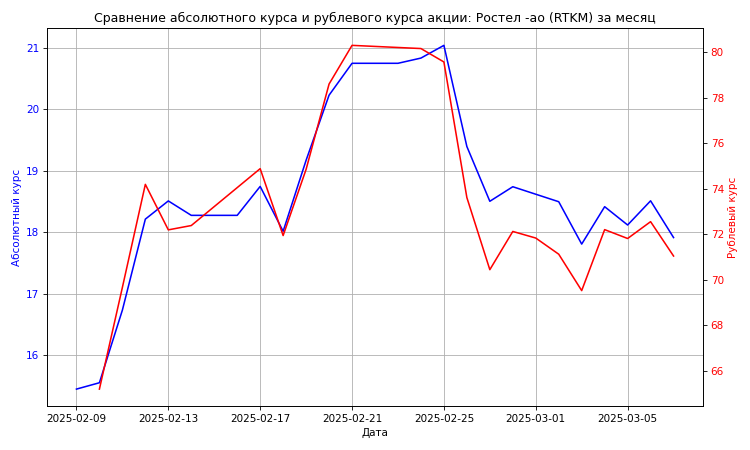 Сравнение абсолютного курса и рублевого курса акции: Ростел -ао (RTKM) за месяц
Абсолютный курс
21
20
19
18
17
16
80
78
76
74
72
70
68
66
Рублевый курс
2025-02-09 2025-02-13 2025-02-17 2025-02-21 2025-02-25 2025-03-01 2025-03-05
Дата